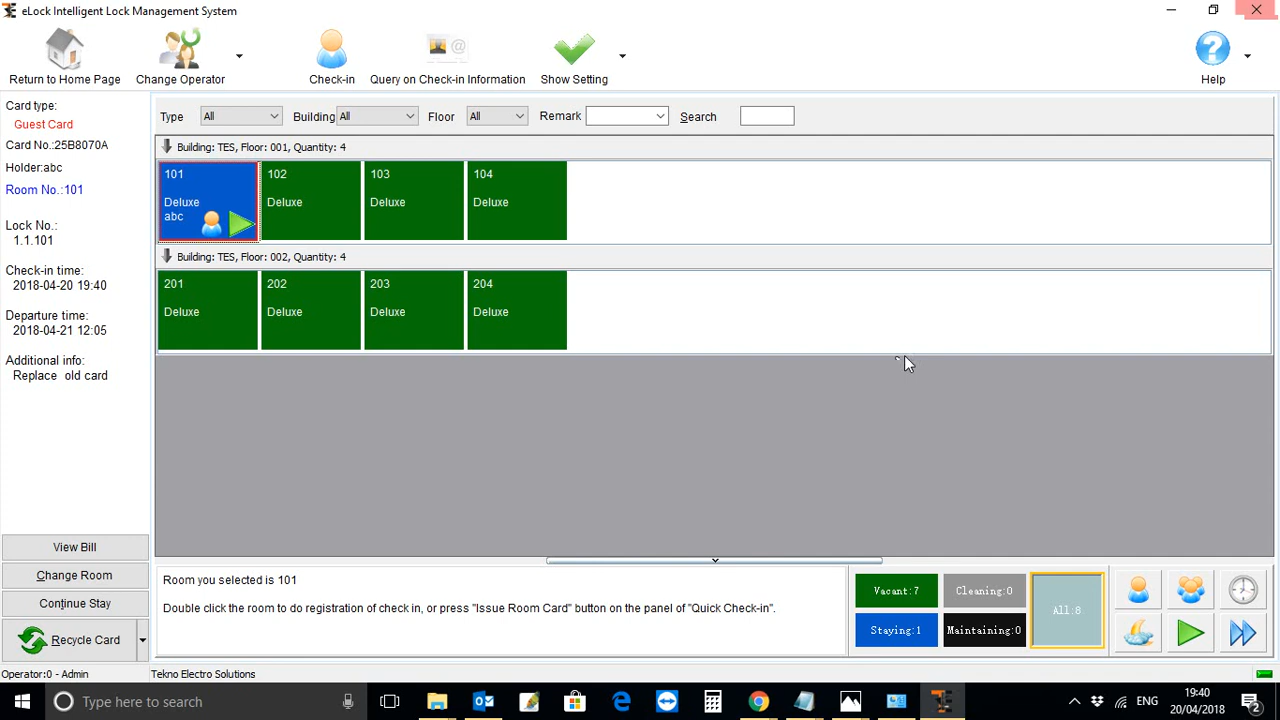 eLock Intelligent Lock Management System
Return to Home Page
Change Operator
Check-in
Query on Check-in Information
Show Setting
Help
Card type:
Guest Card
Card No.:25B8070A
Holder:abc
Room No.:101
Lock No.:
1.1.101
Check-in time:
2018-04-20 19:40
Departure time:
2018-04-21 12:05
Additional info:
Replace old card
View Bill
Change Room
Continue Stay
Recycle Card
Type All Building All Floor All Remark Search
Building: TES, Floor: 001, Quantity: 4
101 102 103 104
Deluxe Deluxe Deluxe Deluxe
abc
Building: TES, Floor: 002, Quantity: 4
201 202 203 204
Deluxe Deluxe Deluxe Deluxe
Room you selected is 101
Double click the room to do registration of check in, or press "Issue Room Card" button on the panel of "Quick Check-in".
Vacant:7 Cleaning:0
All:8
Staying:1 Maintaining:0
Operator:0 - Admin Tekno Electro Solutions
Type here to search
ENG
19:40
20/04/2018
2